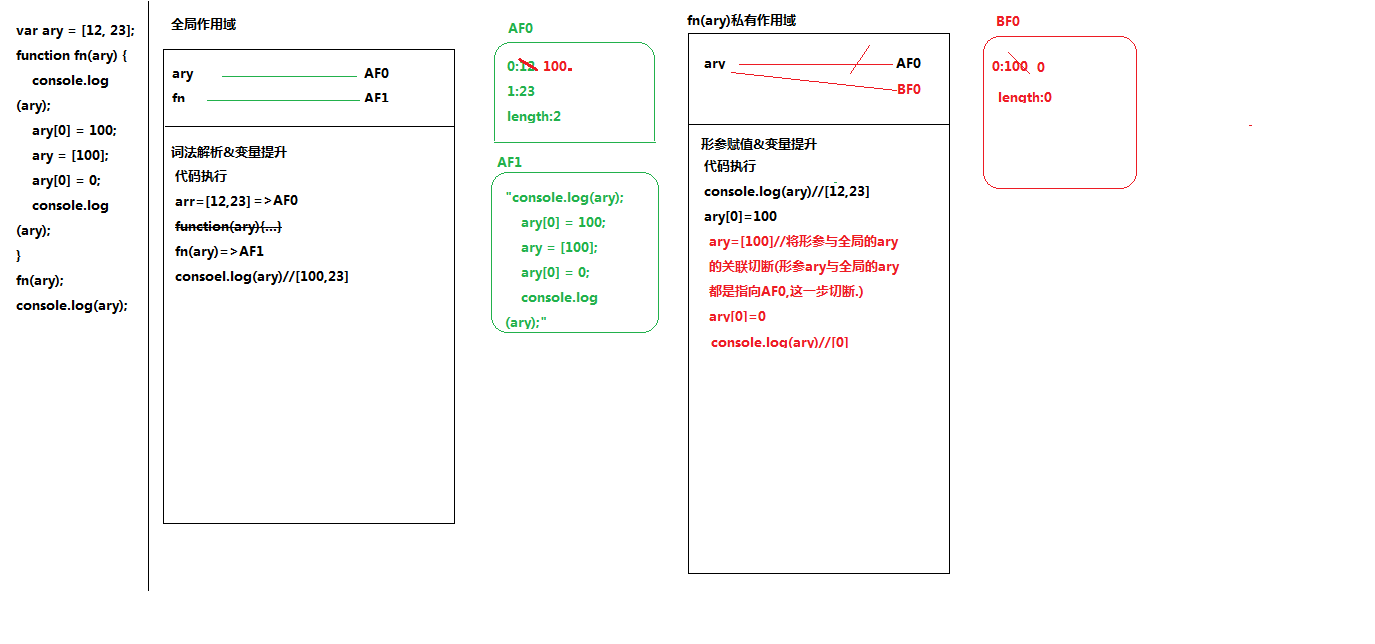 var ary = [12, 23];
function fn(ary) {
console.log
(ary);
ary[0] = 100;
ary = [100];
ary[0] = 0;
console.log
(ary);
}
fn(ary);
console.log(ary);
全局作用域
ary AF0
fn AF1
词法解析&变量提升
代码执行
arr=[12,23] =>AF0
function(ary){...}
fn(ary)=>AF1
consoel.log(ary)//[100,23]
AF0
0:12 100
1:23
length:2
AF1
"console.log(ary);
ary[0] = 100;
ary = [100];
ary[0] = 0;
console.log
(ary);"
fn(ary)私有作用域
ary AF0
BF0
形参赋值&变量提升
代码执行
console.log(ary)//[12,23]
ary[0]=100
ary=[100]//将形参与全局的ary
的关联切断(形参ary与全局的ary
都是指向AF0,这一步切断.)
ary[0]=0
console.log(ary)//[0]
BF0
0:100 0
length:0